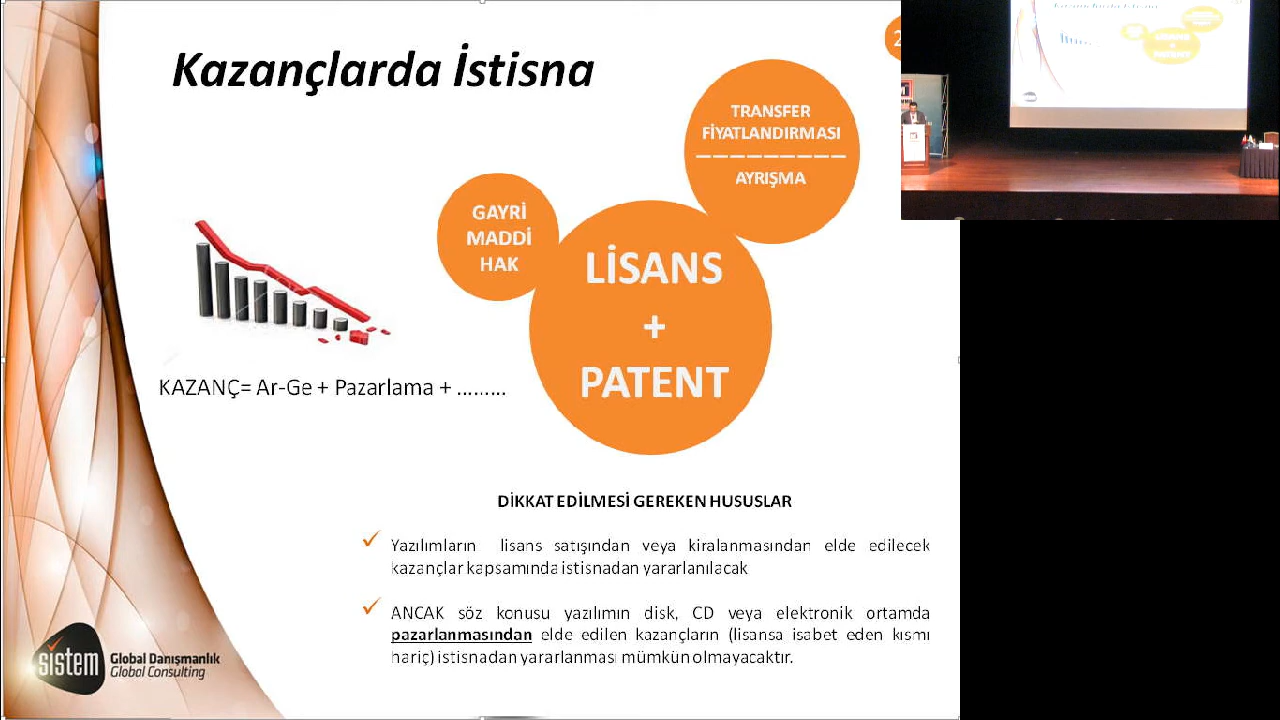 Kazançlarda İstisna
2
TRANSFER
FİYATLANDIRMASI
—————————
AYRIŞMA
GAYRİ
MADDİ
HAK
LİSANS
+
PATENT
KAZANÇ= Ar-Ge + Pazarlama + .........
DİKKAT EDİLMESİ GEREKEN HUSUSLAR
Yazılımların lisans satışından veya kiralanmasından elde edilecek
kazançlar kapsamında istisnadan yararlanılacak
ANCAK söz konusu yazılımın disk, CD veya elektronik ortamda
pazarlanmasından elde edilen kazançların (lisansa isabet eden kısmı
hariç) istisnadan yararlanması mümkün olmayacaktır.
sistem Global Danışmanlık
Global Consulting